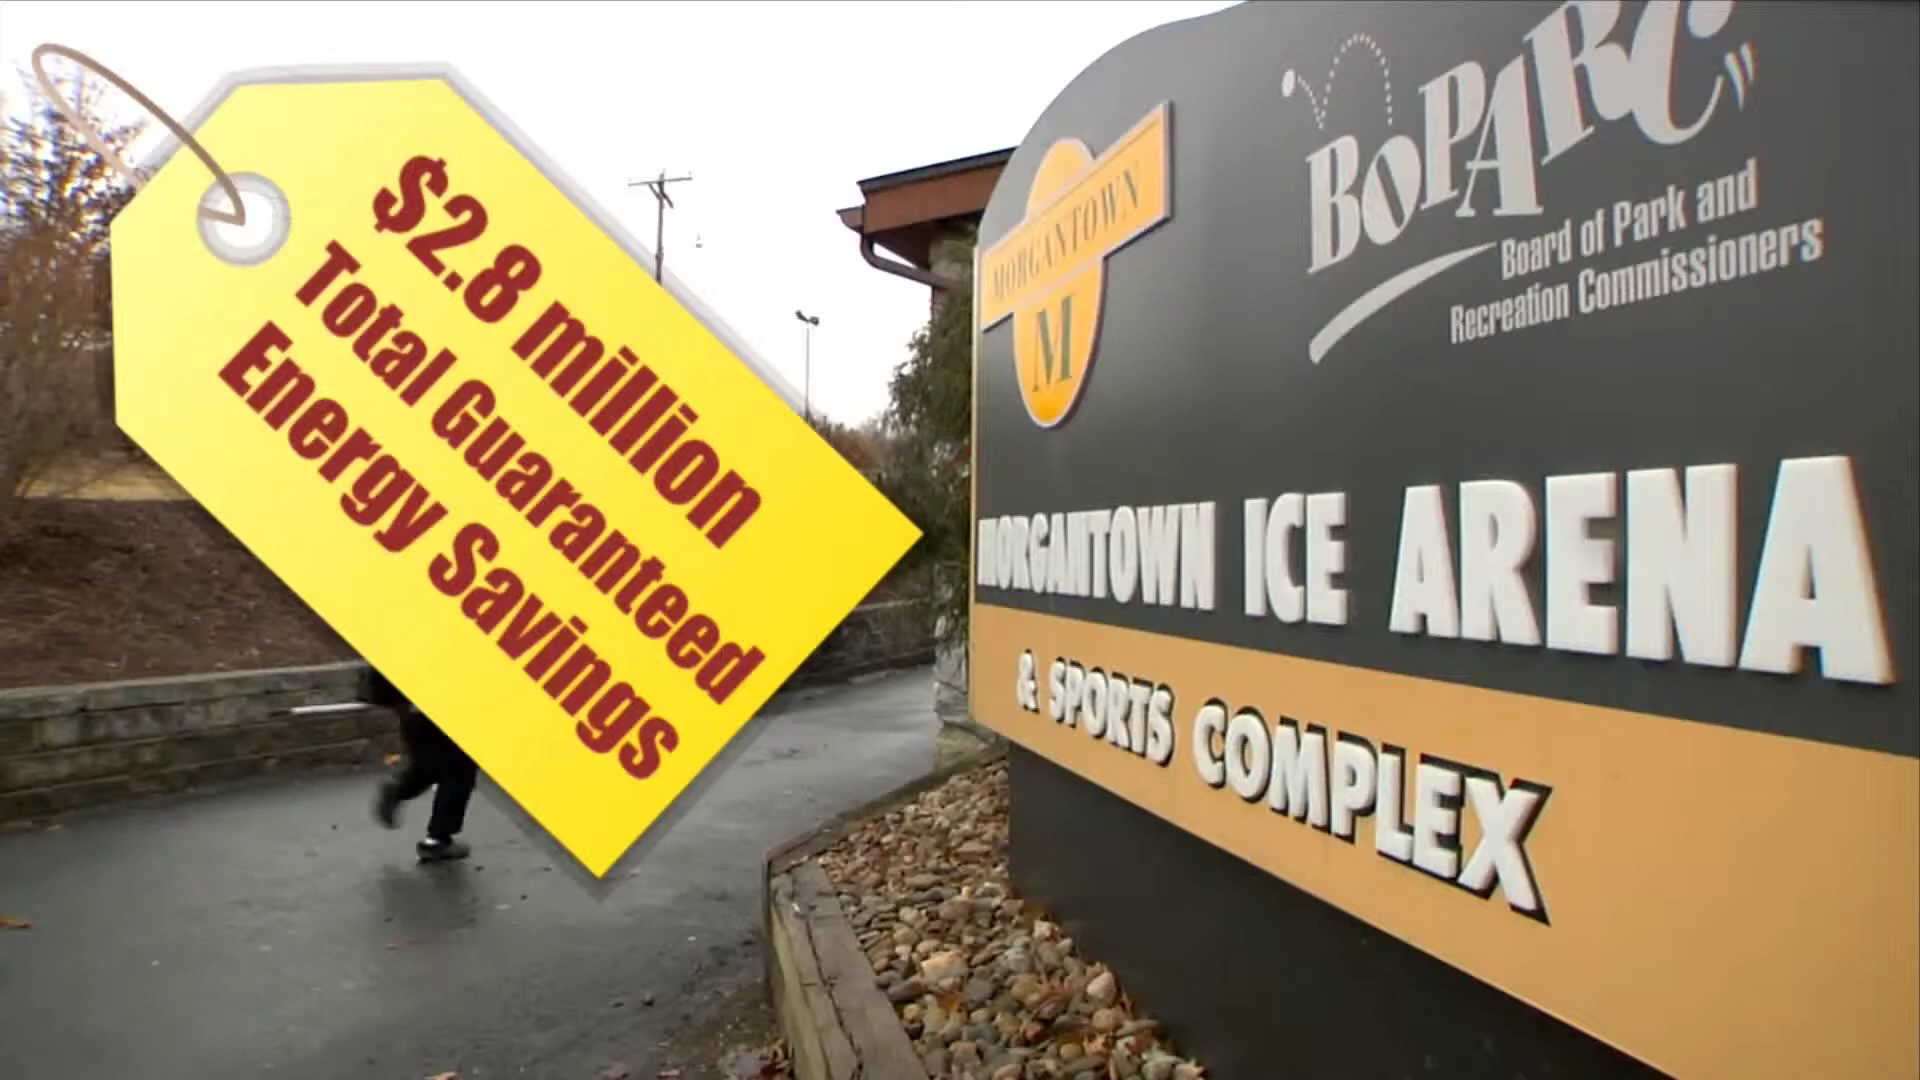 $2.8 million
Total Guaranteed
Energy Savings
BOPARC
Board of Park and
Recreation Commissioners
MORGANTOWN
M
MORGANTOWN ICE ARENA
& SPORTS COMPLEX